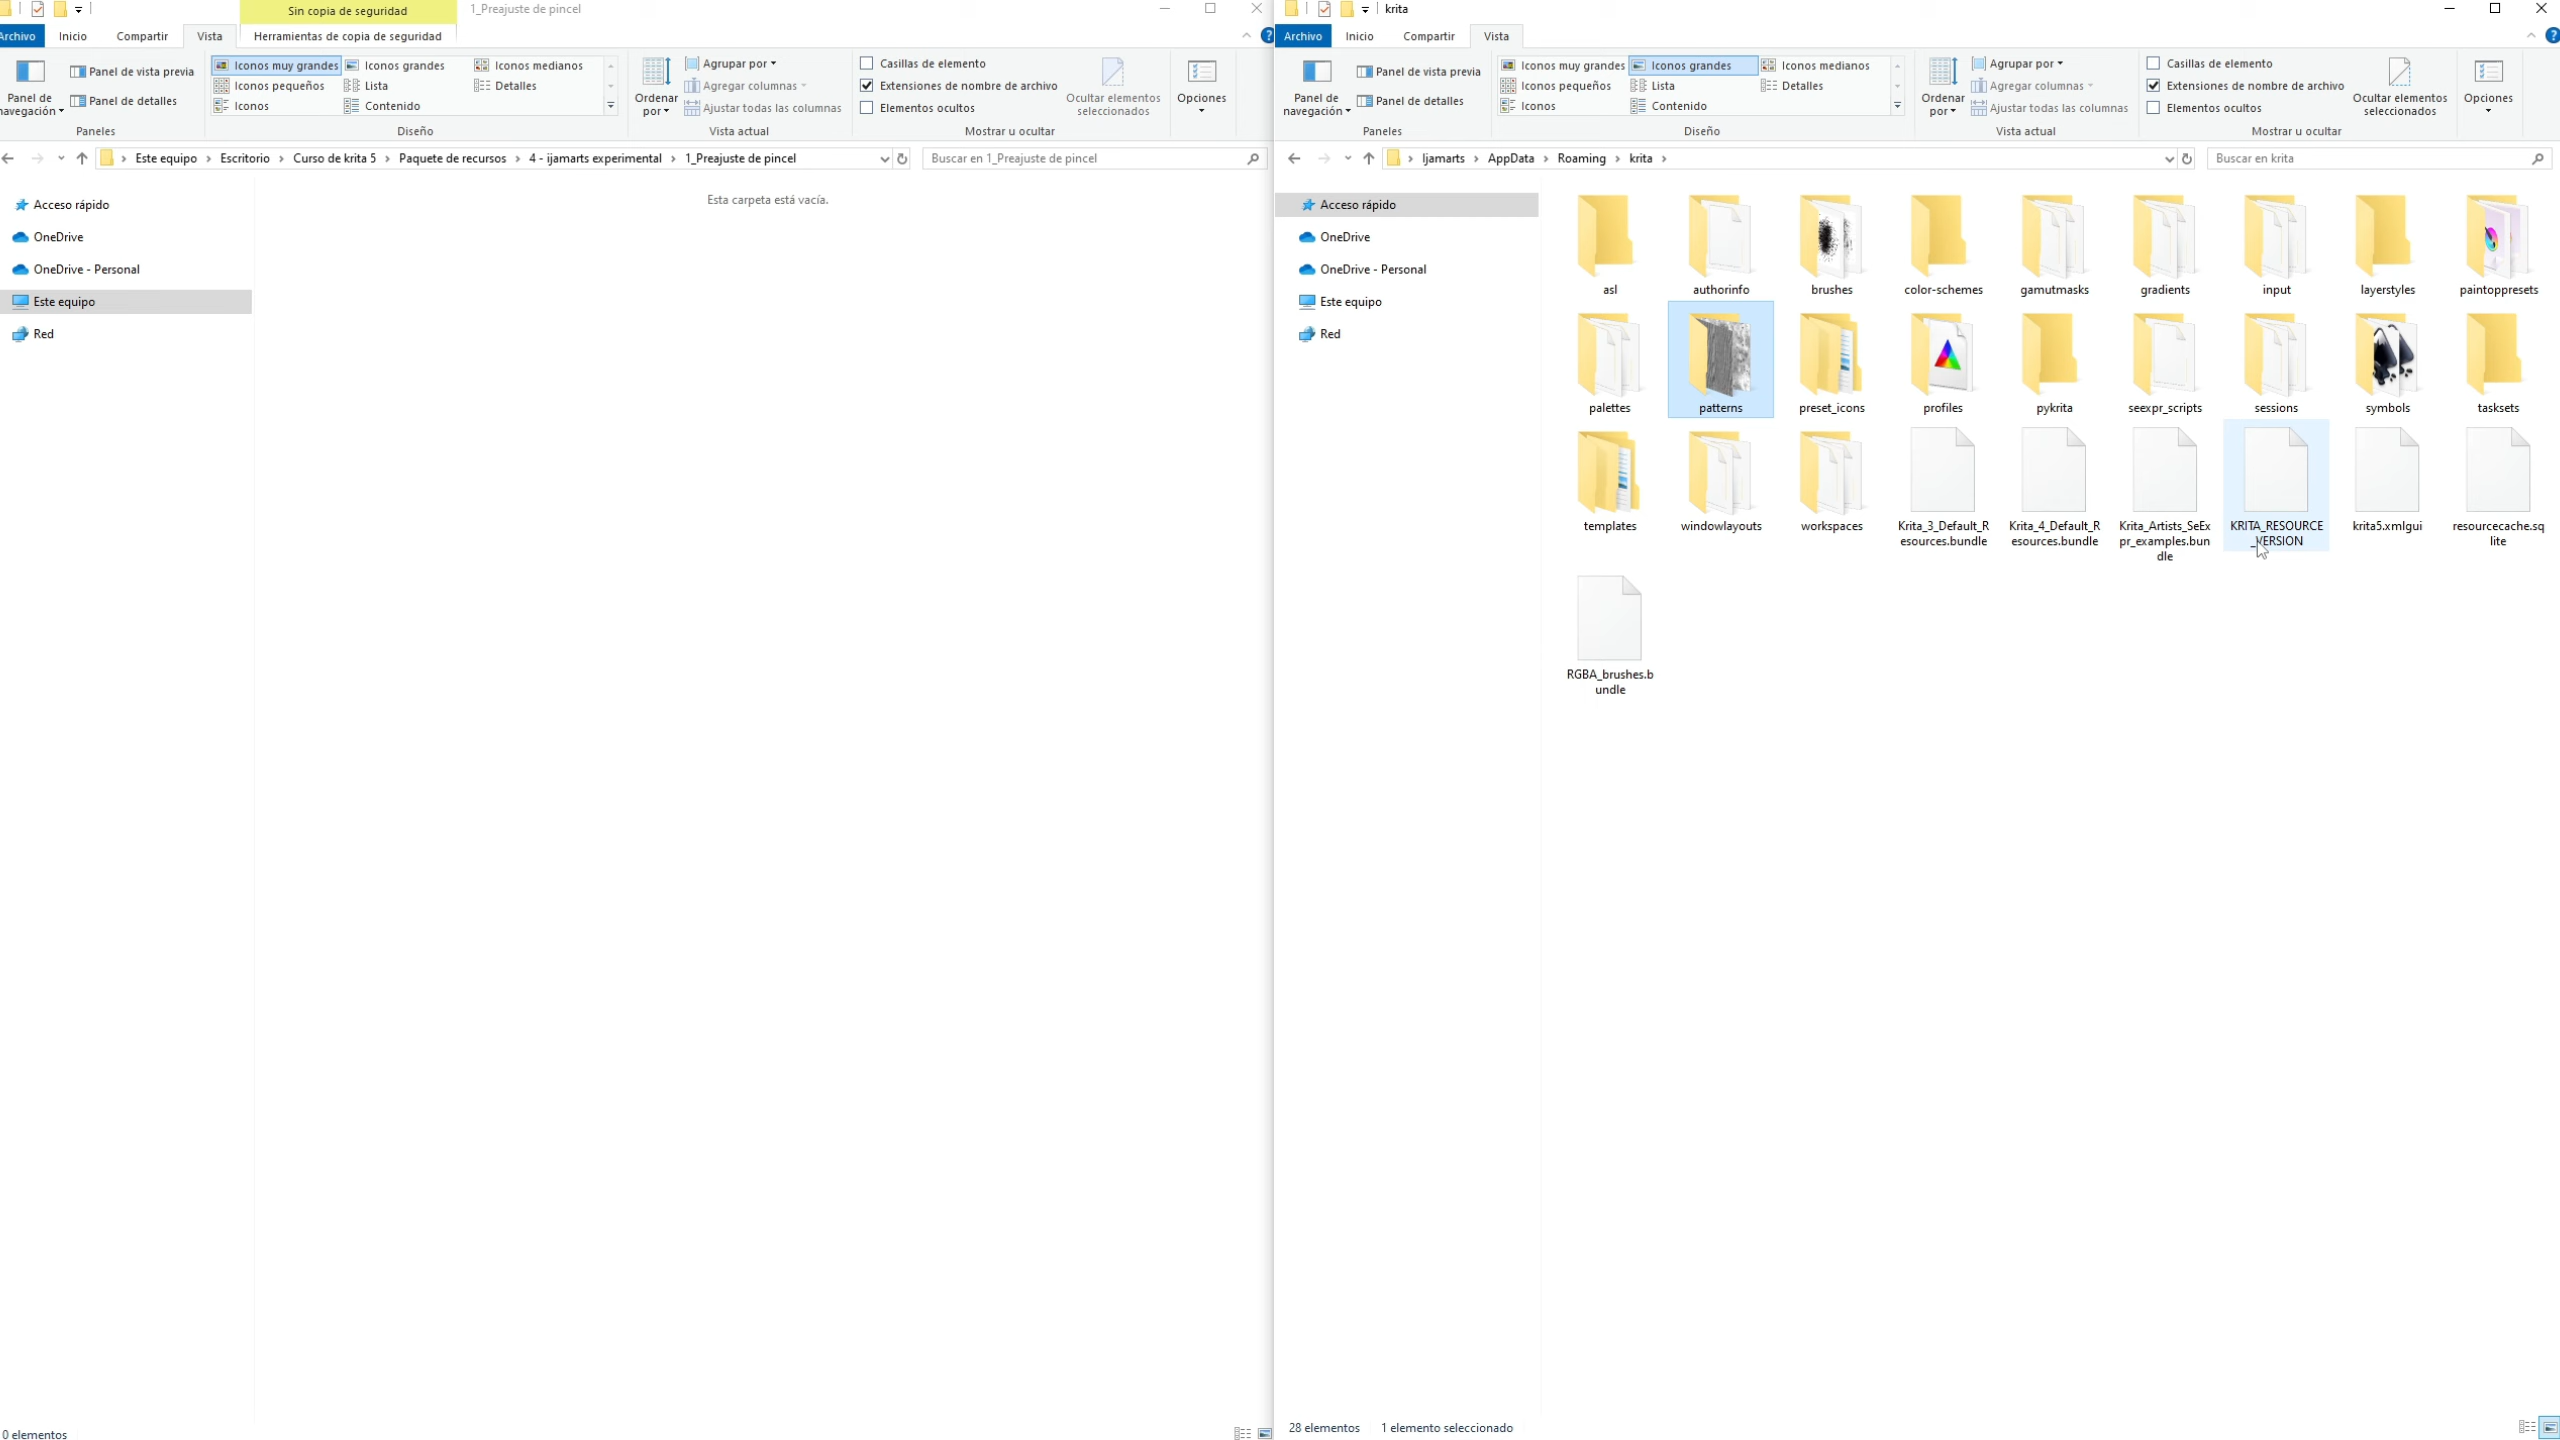 Sin copia de seguridad
1_Preajuste de pincel
Archivo
Inicio
Compartir
Vista
Herramientas de copia de seguridad
Panel de navegación
Panel de vista previa
Panel de detalles
Paneles
Iconos muy grandes
Iconos grandes
Iconos medianos
Iconos pequeños
Lista
Detalles
Iconos
Contenido
Diseño
Ordenar por
Agrupar por
Agregar columnas
Ajustar todas las columnas
Vista actual
Casillas de elemento
Extensiones de nombre de archivo
Elementos ocultos
Ocultar elementos seleccionados
Mostrar u ocultar
Opciones
Este equipo > Escritorio > Curso de krita 5 > Paquete de recursos > 4 - ijamarts experimental > 1_Preajuste de pincel
Buscar en 1_Preajuste de pincel
Acceso rápido
OneDrive
OneDrive - Personal
Este equipo
Red
Esta carpeta está vacía.
0 elementos
krita
Archivo
Inicio
Compartir
Vista
Panel de navegación
Panel de vista previa
Panel de detalles
Paneles
Iconos muy grandes
Iconos grandes
Iconos medianos
Iconos pequeños
Lista
Detalles
Iconos
Contenido
Diseño
Ordenar por
Agrupar por
Agregar columnas
Ajustar todas las columnas
Vista actual
Casillas de elemento
Extensiones de nombre de archivo
Elementos ocultos
Ocultar elementos seleccionados
Mostrar u ocultar
Opciones
Ijamarts > AppData > Roaming > krita >
Buscar en krita
Acceso rápido
OneDrive
OneDrive - Personal
Este equipo
Red
asl
authorinfo
brushes
color-schemes
gamutmasks
gradients
input
layerstyles
paintoppresets
palettes
patterns
preset_icons
profiles
pykrita
seexpr_scripts
sessions
symbols
tasksets
templates
windowlayouts
workspaces
Krita_3_Default_R
esources.bundle
Krita_4_Default_R
esources.bundle
Krita_Artists_SeEx
pr_examples.bun
dle
KRITA_RESOURCE
_VERSION
krita5.xmlgui
resourcecache.sq
lite
RGBA_brushes.b
undle
28 elementos
1 elemento seleccionado